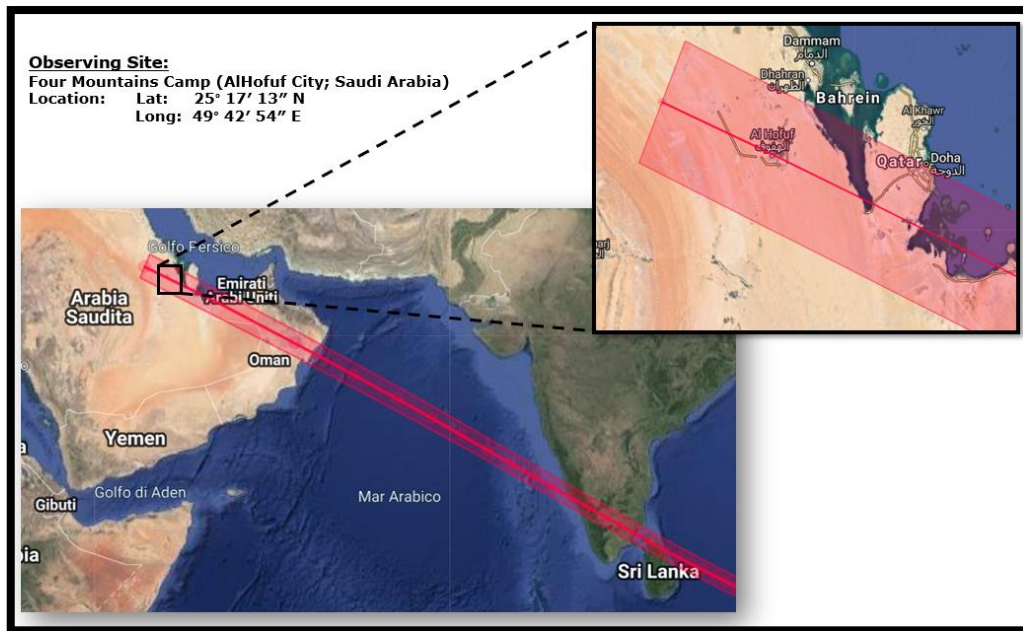 Observing Site:
Four Mountains Camp (AlHofuf City; Saudi Arabia)
Location: Lat: 25° 17’ 13” N
Long: 49° 42’ 54” E
Dammam
الدمام
Dhahran
الظهران
Bahrein
Al Khawr
الخور
Al Hofuf
الهفوف
Qatar
Doha
الدوحة
Golfo Persico
Arabia
Saudita
Emirati
Arabi Uniti
Oman
Yemen
Golfo di Aden
Mar Arabico
Gibuti
Sri Lanka